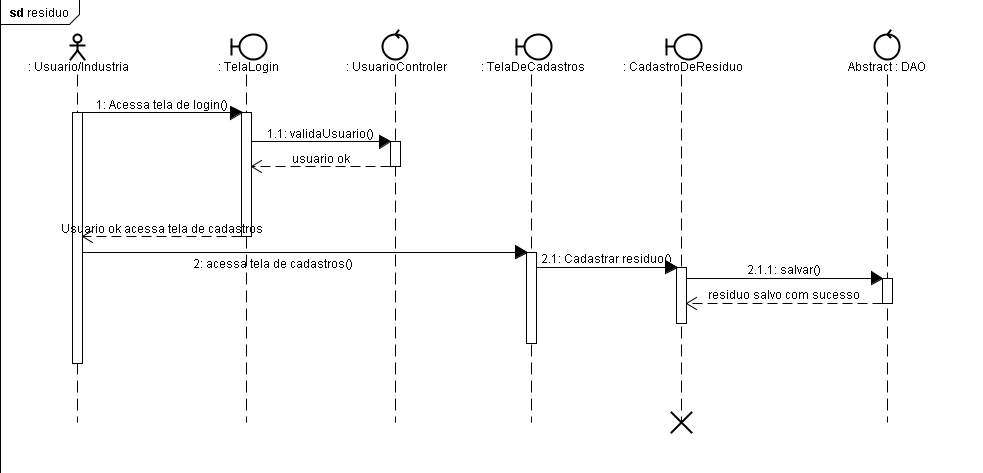 sd residuo
: Usuario/Industria
: TelaLogin
: UsuarioControler
: TelaDeCadastros
: CadastroDeResiduo
Abstract : DAO
1: Acessa tela de login()
1.1: validaUsuario()
usuario ok
Usuario ok acessa tela de cadastros
2: acessa tela de cadastros()
2.1: Cadastrar residuo()
2.1.1: salvar()
residuo salvo com sucesso